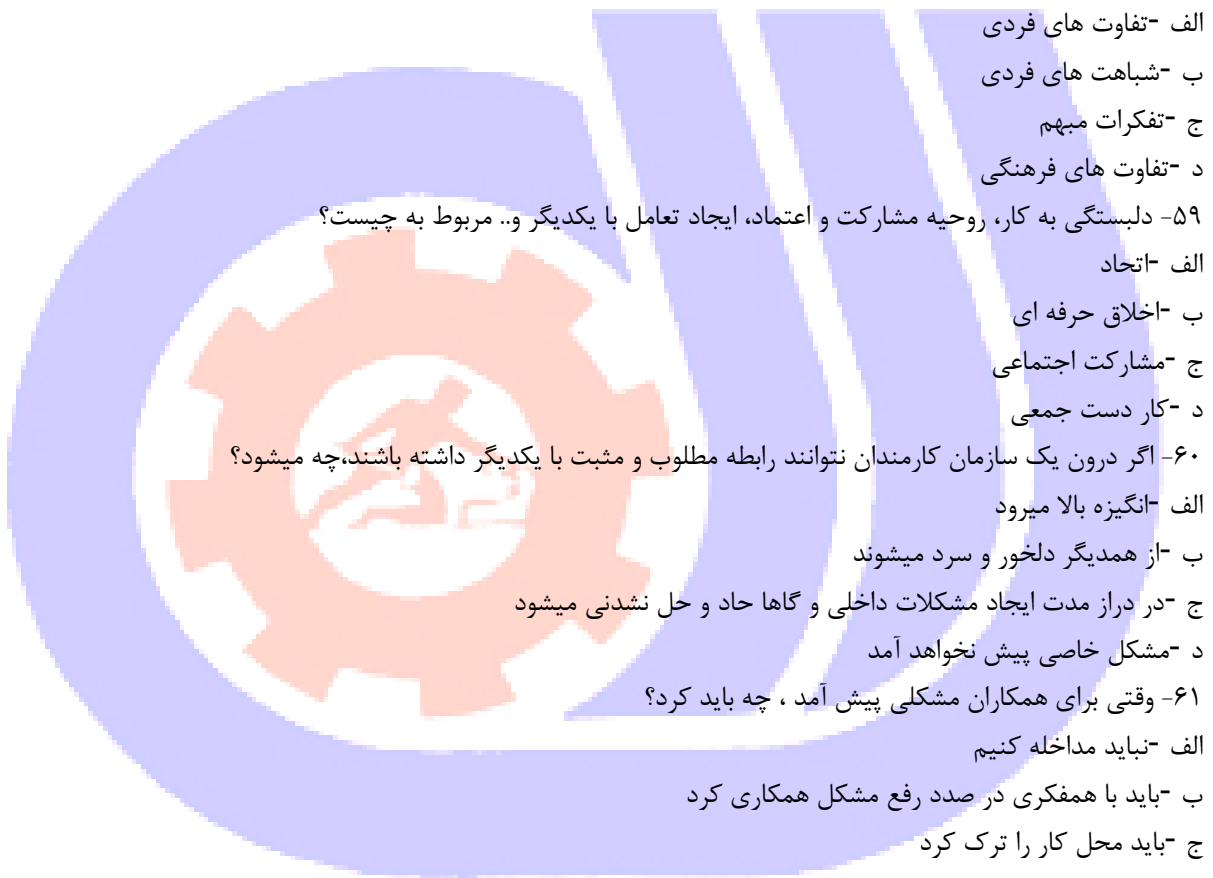 الف -تفاوت های فردی
ب -شباهت های فردی
ج -تفکرات مبهم
د -تفاوت های فرهنگی
۵۹- دلبستگی به کار، روحیه مشارکت و اعتماد، ایجاد تعامل با یکدیگر و.. مربوط به چیست؟
الف -اتحاد
ب -اخلاق حرفه ای
ج -مشارکت اجتماعی
د -کار دست جمعی
۶۰- اگر درون یک سازمان کارمندان نتوانند رابطه مطلوب و مثبت با یکدیگر داشته باشند،چه میشود؟
الف -انگیزه بالا میرود
ب -از همدیگر دلخور و سرد میشوند
ج -در دراز مدت ایجاد مشکلات داخلی و گاها حاد و حل نشدنی میشود
د -مشکل خاصی پیش نخواهد آمد
۶۱- وقتی برای همکاران مشکلی پیش آمد ، چه باید کرد؟
الف -نباید مداخله کنیم
ب -باید با همفکری در صدد رفع مشکل همکاری کرد
ج -باید محل کار را ترک کرد